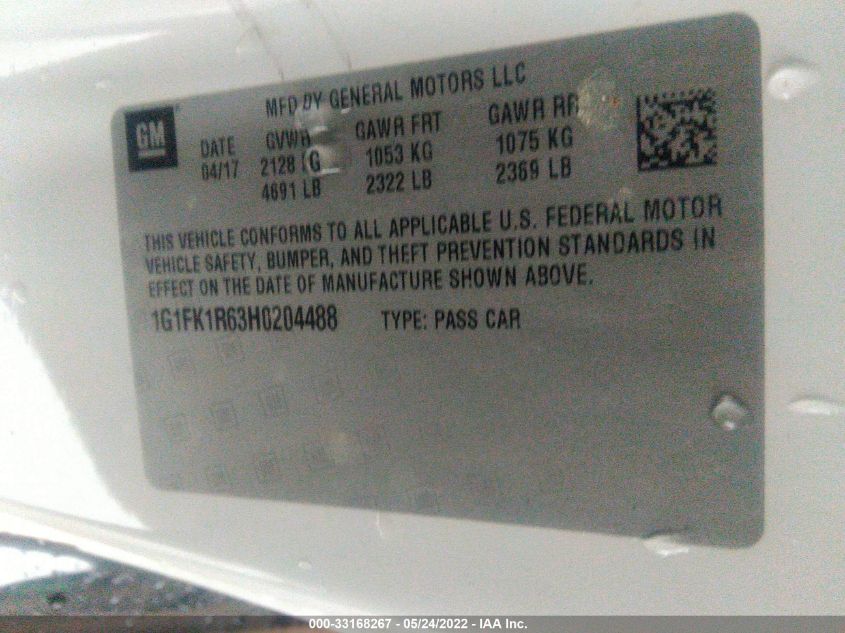 MFD BY GENERAL MOTORS LLC
GM DATE GVWR GAWR FRT GAWR RR
04/17 2128 KG 1053 KG 1075 KG
4691 LB 2322 LB 2369 LB
THIS VEHICLE CONFORMS TO ALL APPLICABLE U.S. FEDERAL MOTOR
VEHICLE SAFETY, BUMPER, AND THEFT PREVENTION STANDARDS IN
EFFECT ON THE DATE OF MANUFACTURE SHOWN ABOVE.
1G1FK1R63H0204488 TYPE: PASS CAR
000-33168267 - 05/24/2022 - IAA Inc.